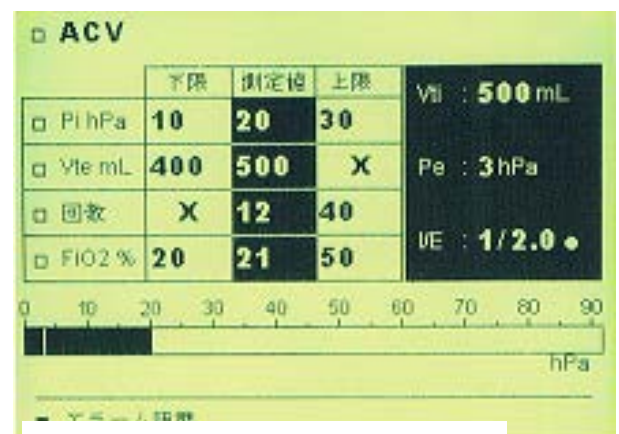 ACV
下限 測定値 上限
Pi hPa 10 20 30
Vte mL 400 500 X
回数 X 12 40
FiO2 % 20 21 50
Vti : 500 mL
Pe : 3 hPa
I/E : 1/2.0
0 10 20 30 40 50 60 70 80 90
hPa